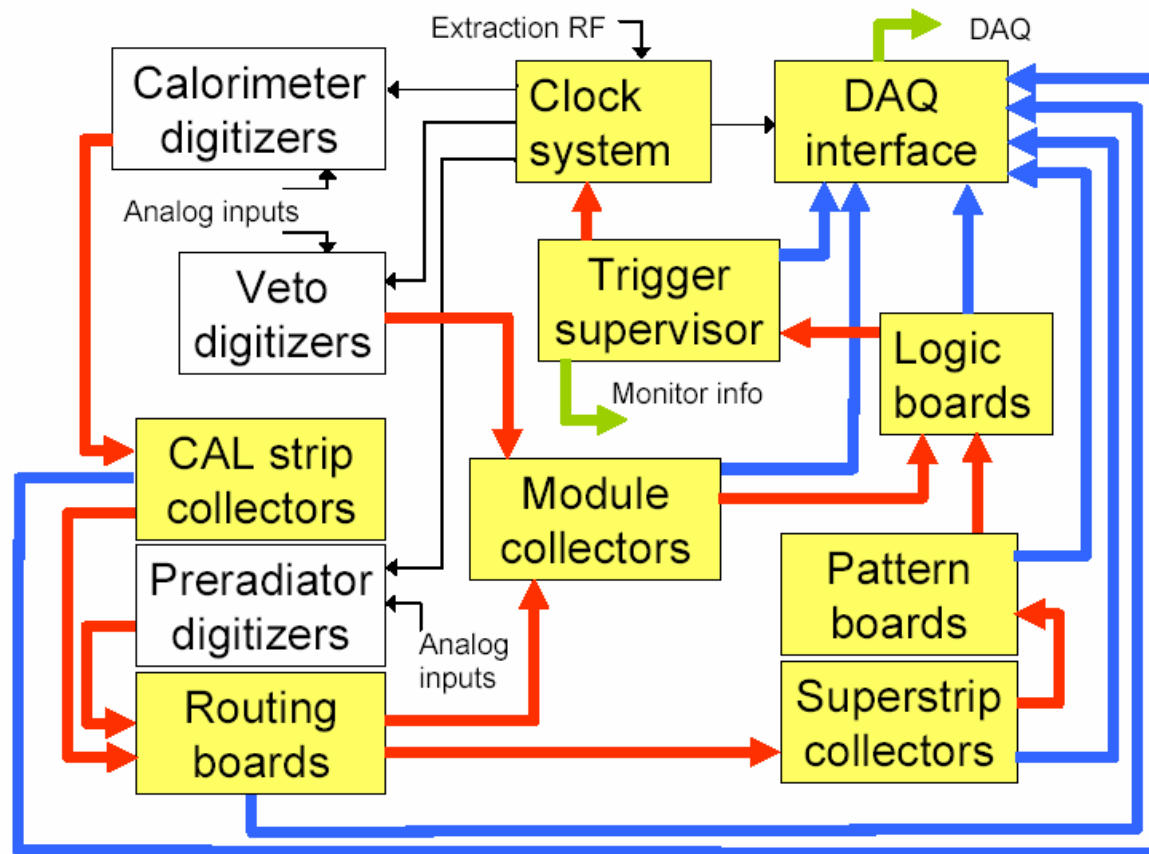 Extraction RF
DAQ
Calorimeter
digitizers
Clock
system
DAQ
interface
Analog inputs
Veto
digitizers
Trigger
supervisor
Logic
boards
Monitor info
CAL strip
collectors
Module
collectors
Preradiator
digitizers
Analog
inputs
Pattern
boards
Routing
boards
Superstrip
collectors